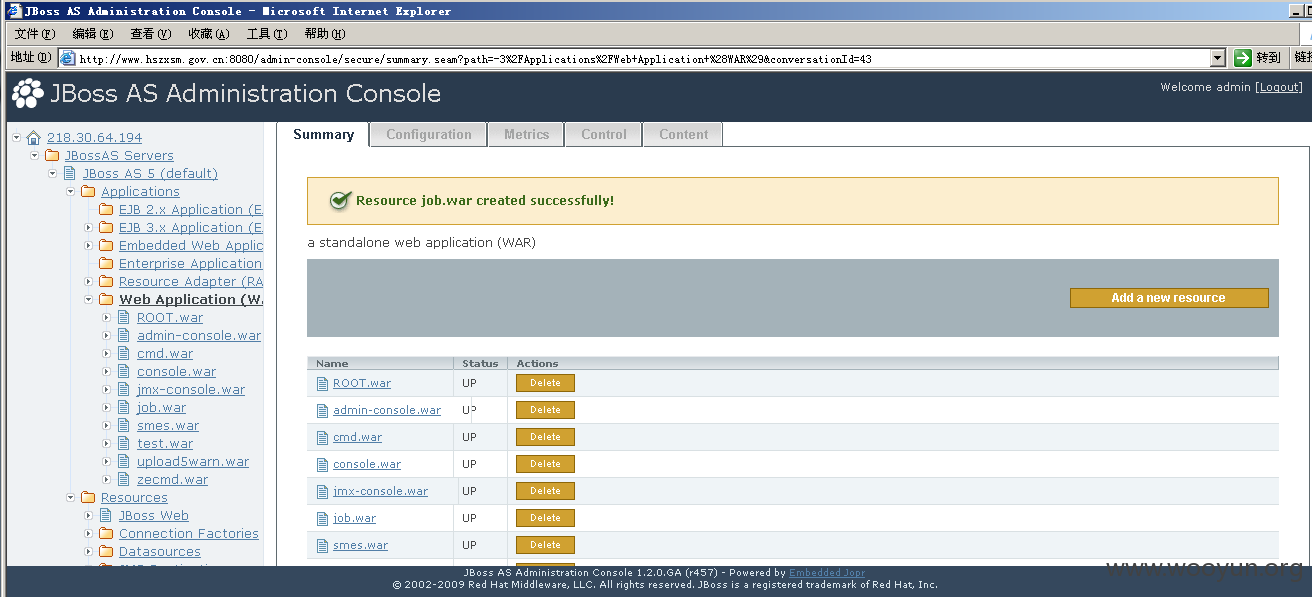 JBoss AS Administration Console - Microsoft Internet Explorer
文件(F) 编辑(E) 查看(V) 收藏(A) 工具(T) 帮助(H)
地址(D) http://www.hszxsm.gov.cn:8080/admin-console/secure/summary.seam?path=-3%2FApplications%2FWeb+Application+%28WAR%29&conversationId=43 转到 链接
JBoss AS Administration Console
Welcome admin [Logout]
218.30.64.194
JBossAS Servers
JBoss AS 5 (default)
Applications
EJB 2.x Application (E
EJB 3.x Application (E
Embedded Web Applic
Enterprise Application
Resource Adapter (RA
Web Application (WA
ROOT.war
admin-console.war
cmd.war
console.war
jmx-console.war
job.war
smes.war
test.war
upload5warn.war
zecmd.war
Resources
JBoss Web
Connection Factories
Datasources
Summary Configuration Metrics Control Content
Resource job.war created successfully!
a standalone web application (WAR)
Add a new resource
Name Status Actions
ROOT.war UP Delete
admin-console.war UP Delete
cmd.war UP Delete
console.war UP Delete
jmx-console.war UP Delete
job.war UP Delete
smes.war UP Delete
JBoss AS Administration Console 1.2.0.GA (r457) - Powered by Embedded Jopr
© 2002-2009 Red Hat Middleware, LLC. All rights reserved. JBoss is a registered trademark of Red Hat, Inc.
www.wooyun.org